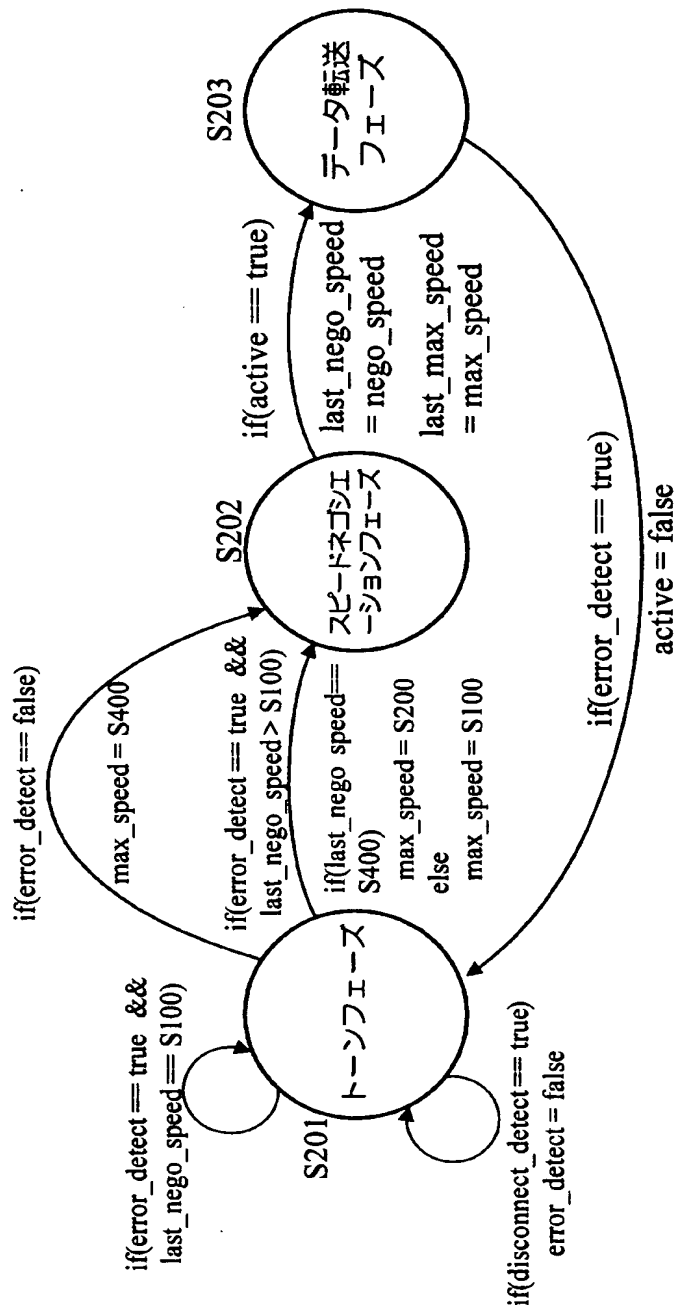 if(error_detect == true &&
last_nego_speed == S100)
S201
トーンフェーズ
if(disconnect_detect == true)
error_detect = false
if(error_detect == false)
max_speed = S400
if(error_detect == true &&
last_nego_speed > S100)
if(last_nego speed ==
S400)
max_speed = S200
else
max_speed = S100
S202
スピードネゴシエ
ーションフェーズ
if(active == true)
last_nego_speed
= nego_speed
last_max_speed
= max_speed
S203
データ転送
フェーズ
if(error_detect == true)
active = false